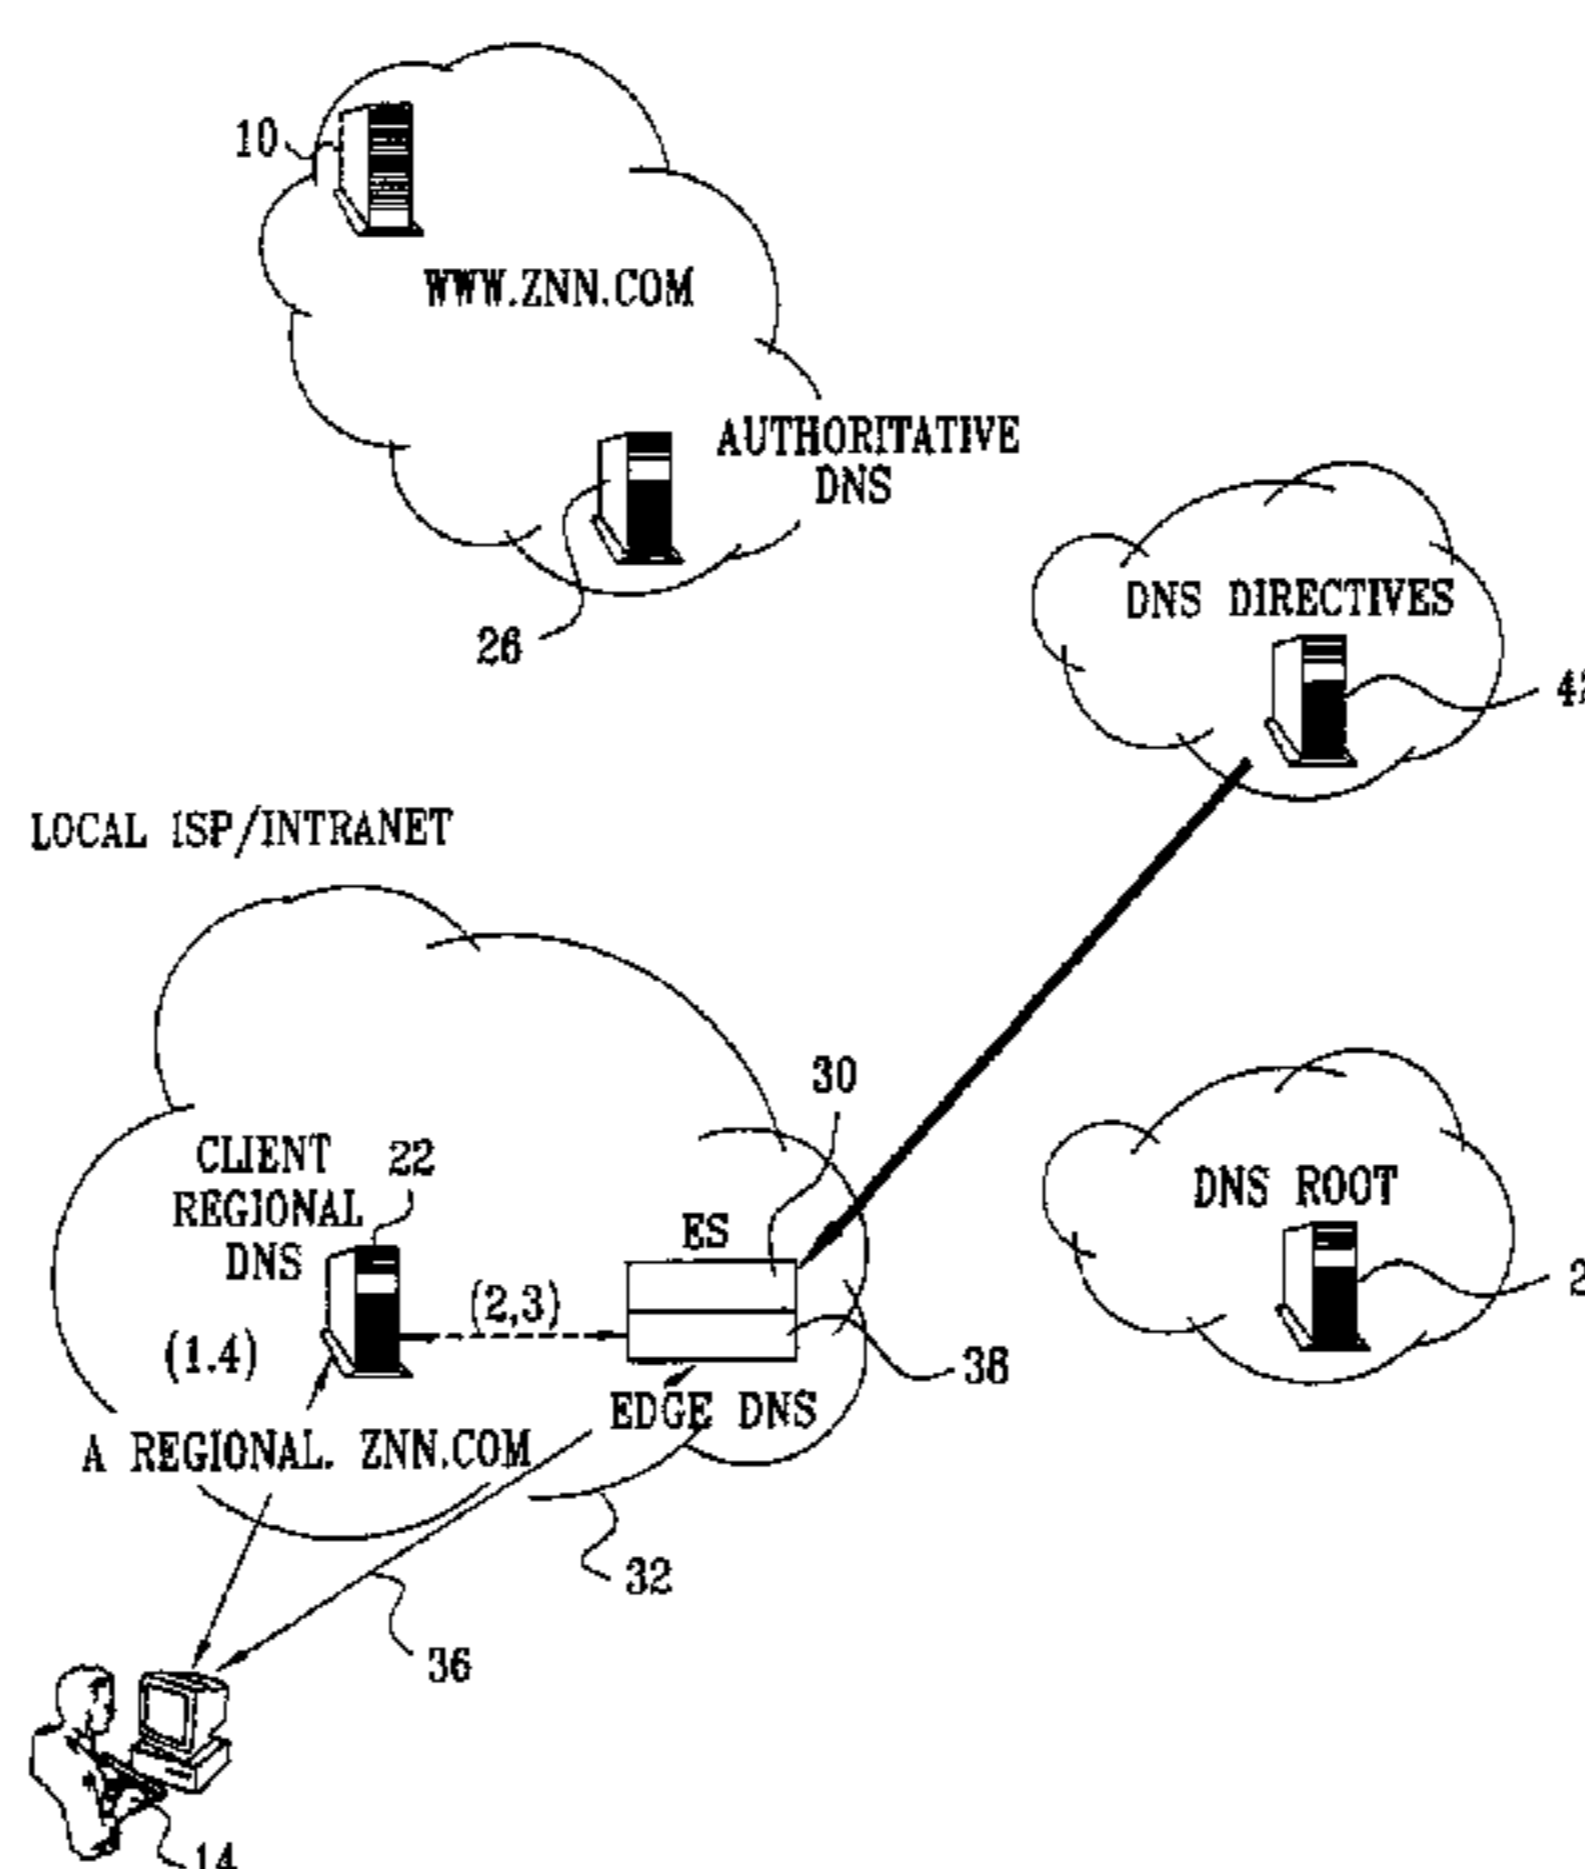 10
WWW.ZNN.COM
AUTHORITATIVE
DNS
26
DNS DIRECTIVES
LOCAL ISP/INTRANET
30
CLIENT
REGIONAL
DNS
22
ES
DNS ROOT
(2,3)
(1.4)
38
EDGE DNS
A REGIONAL. ZNN.COM
32
36
14